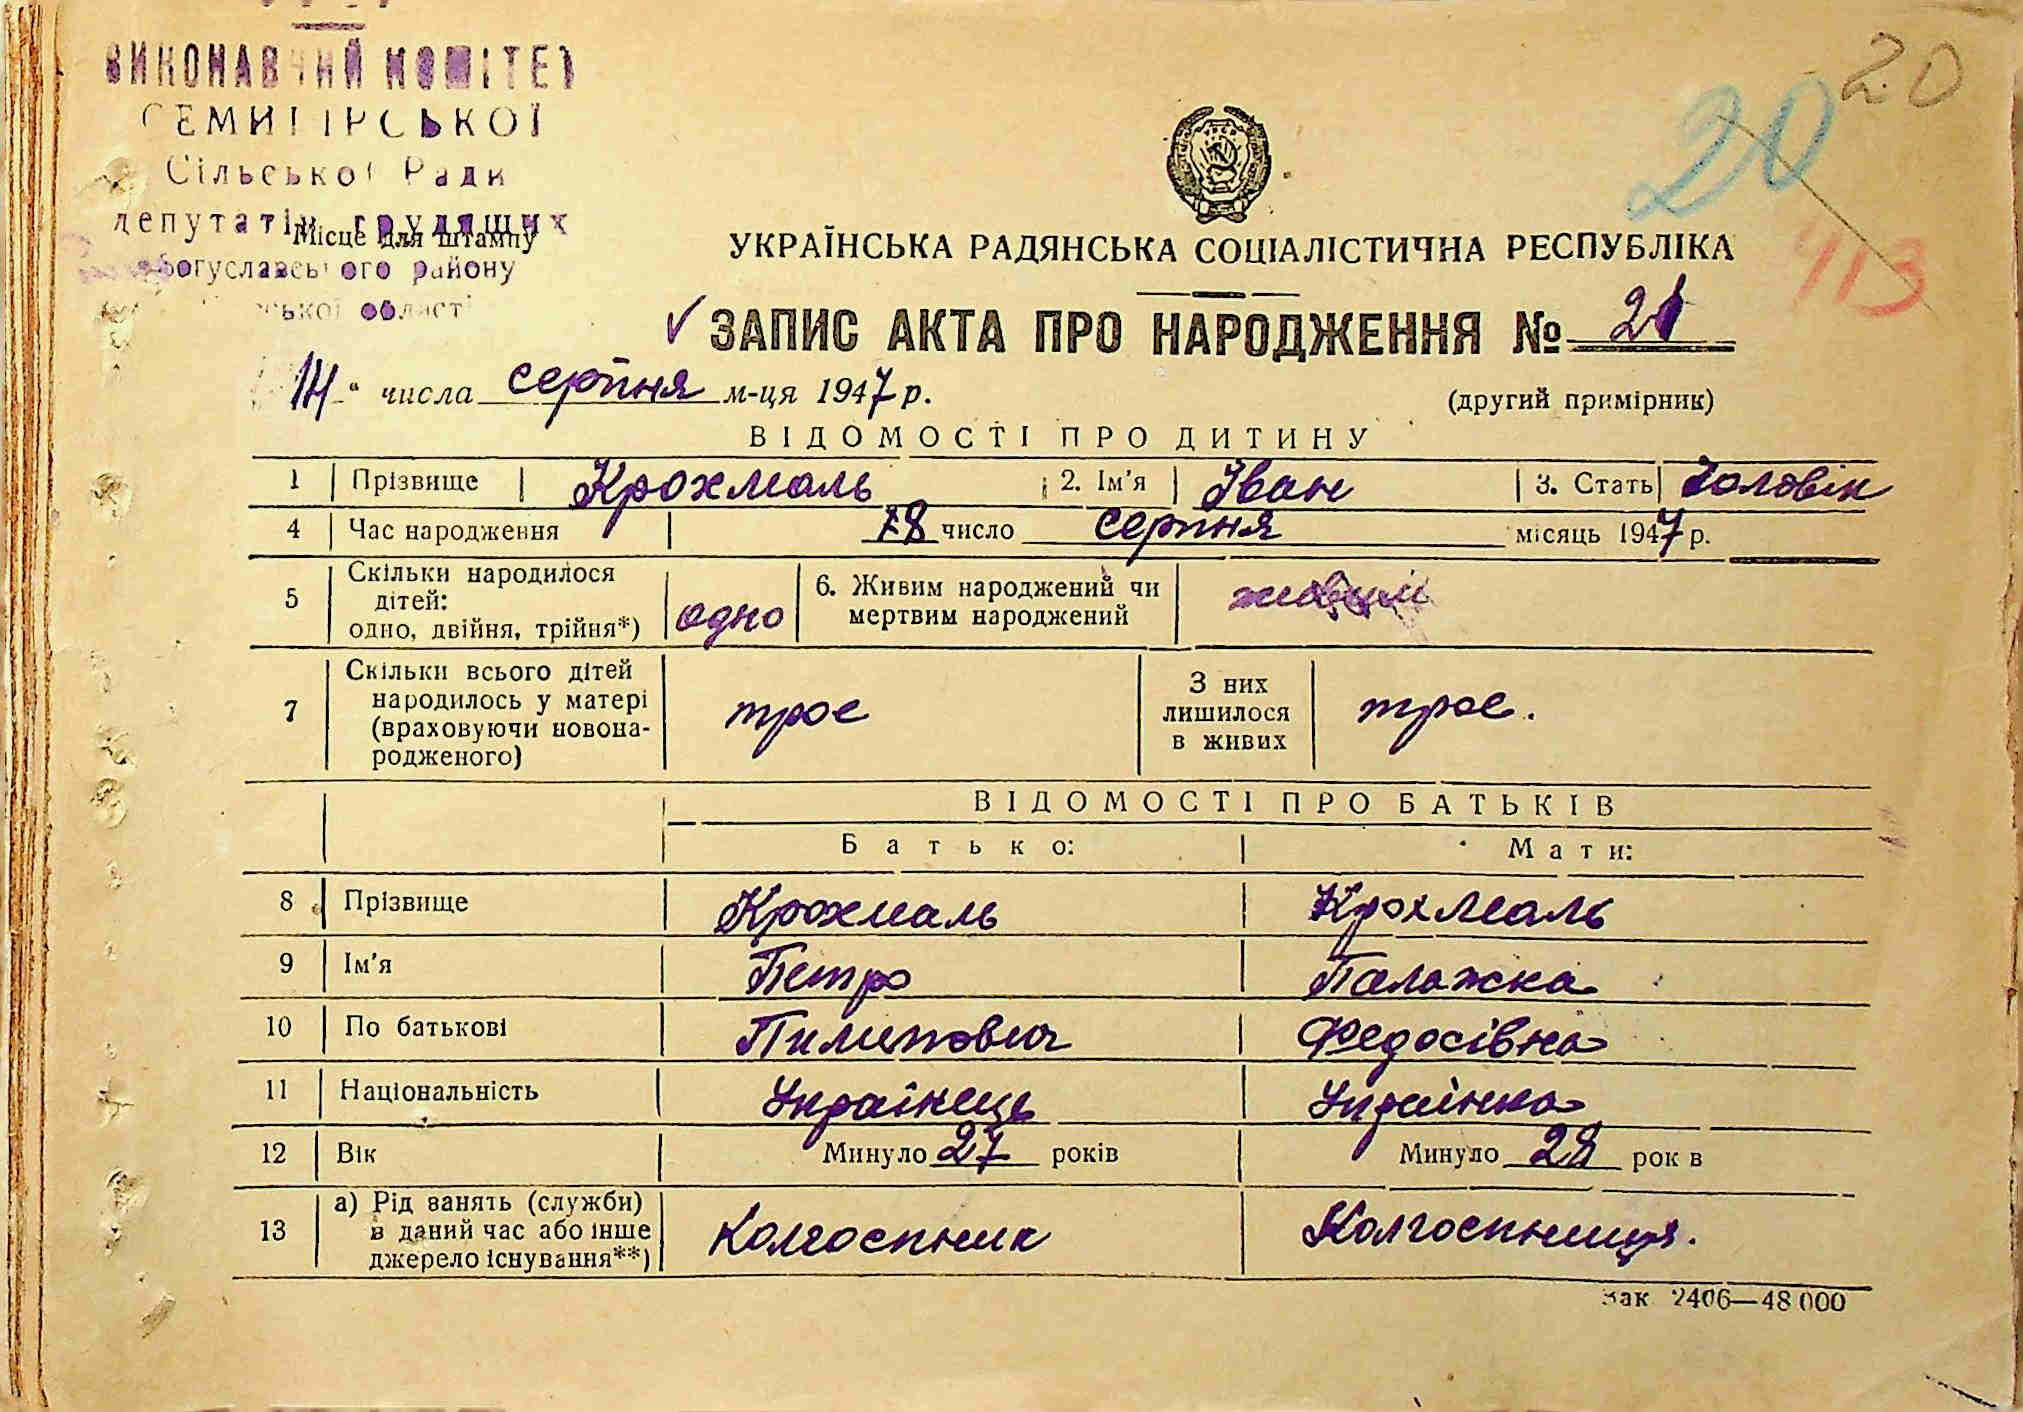 ВИКОНАВЧИЙ КОМІТЕТ
СЕМИГІРСЬКОЇ
Сільської Ради
депутатів трудящих
Місце для штампу
Богуславського району
області
20
20
413
УКРАЇНСЬКА РАДЯНСЬКА СОЦІАЛІСТИЧНА РЕСПУБЛІКА
ЗАПИС АКТА ПРО НАРОДЖЕННЯ №
14 " числа серпня м-ця 1947 р.
(другий примірник)
ВІДОМОСТІ ПРО ДИТИНУ
1 Прізвище Крохмаль 2. Ім'я Іван 3. Стать Чоловік
4 Час народження число серпня місяць 1947 р.
5 Скільки народилося дітей: одно, двійня, трійня*) одно 6. Живим народжений чи мертвим народжений живим
7 Скільки всього дітей народилось у матері (враховуючи новонародженого) троє З них лишилося в живих троє.
ВІДОМОСТІ ПРО БАТЬКІВ
Батько: Мати:
8 Прізвище Крохмаль Крохмаль
9 Ім'я Петро Палажка
10 По батькові Пилипович Федосівна
11 Національність Українець Українка
12 Вік Минуло 27 років Минуло 28 рок в
13 а) Рід занять (служби) в даний час або інше джерело існування**) Колгоспник Колгоспниця.
Зак 2406—48 000